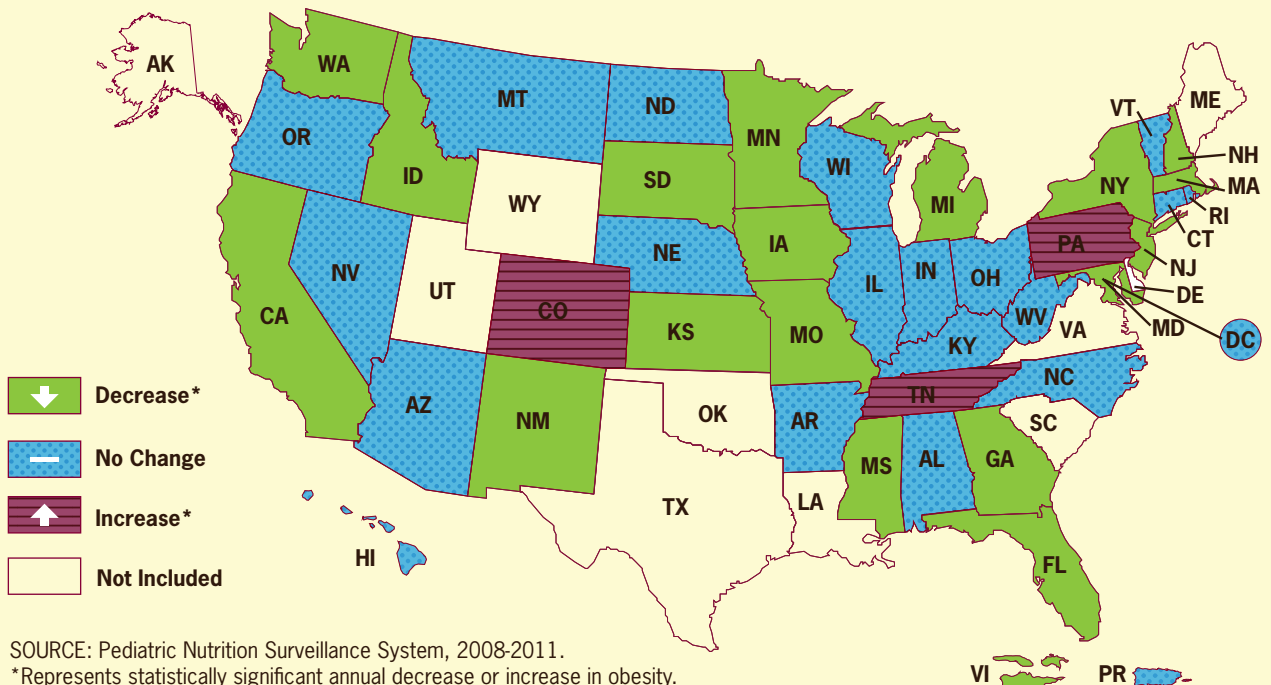 AK
WA
MT
ND
MN
VT
ME
OR
ID
SD
WI
MI
NY
NH
MA
RI
CT
WY
NE
IA
PA
NJ
DE
MD
DC
NV
UT
CO
KS
MO
IL
IN
OH
WV
VA
KY
CA
AZ
NM
OK
AR
TN
NC
SC
MS
AL
GA
TX
LA
FL
HI
Decrease*
No Change
Increase*
Not Included
SOURCE: Pediatric Nutrition Surveillance System, 2008-2011.
*Represents statistically significant annual decrease or increase in obesity.
VI
PR